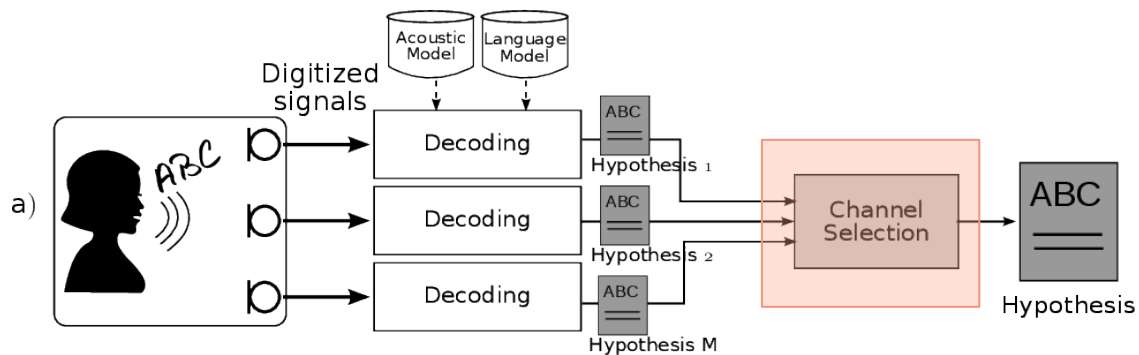 a)
ABC
Digitized
signals
Acoustic
Model
Language
Model
Decoding
ABC
Hypothesis 1
Decoding
ABC
Hypothesis 2
Decoding
ABC
Hypothesis M
Channel
Selection
ABC
Hypothesis